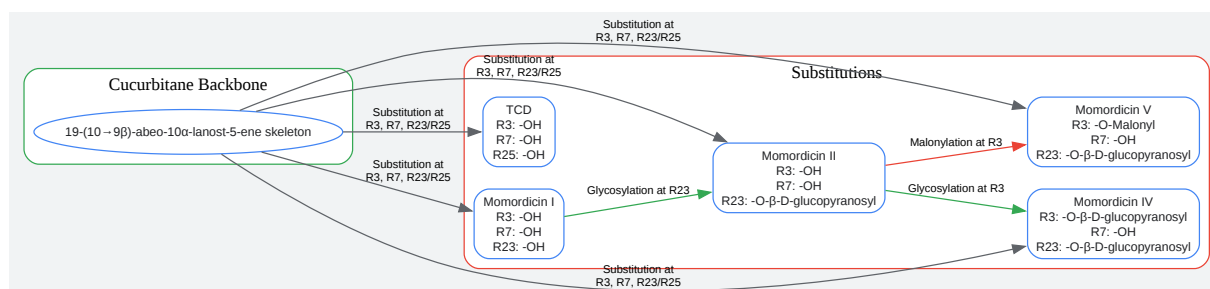 Substitution at
R3, R7, R23/R25
Cucurbitane Backbone
19-(10→9β)-abeo-10α-lanost-5-ene skeleton
Substitution at
R3, R7, R23/R25
Substitution at
R3, R7, R23/R25
Substitution at
R3, R7, R23/R25
Substitutions
TCD
R3: -OH
R7: -OH
R25: -OH
Momordicin I
R3: -OH
R7: -OH
R23: -OH
Glycosylation at R23
Momordicin II
R3: -OH
R7: -OH
R23: -O-β-D-glucopyranosyl
Malonylation at R3
Glycosylation at R3
Momordicin V
R3: -O-Malonyl
R7: -OH
R23: -O-β-D-glucopyranosyl
Momordicin IV
R3: -O-β-D-glucopyranosyl
R7: -OH
R23: -O-β-D-glucopyranosyl
Substitution at
R3, R7, R23/R25